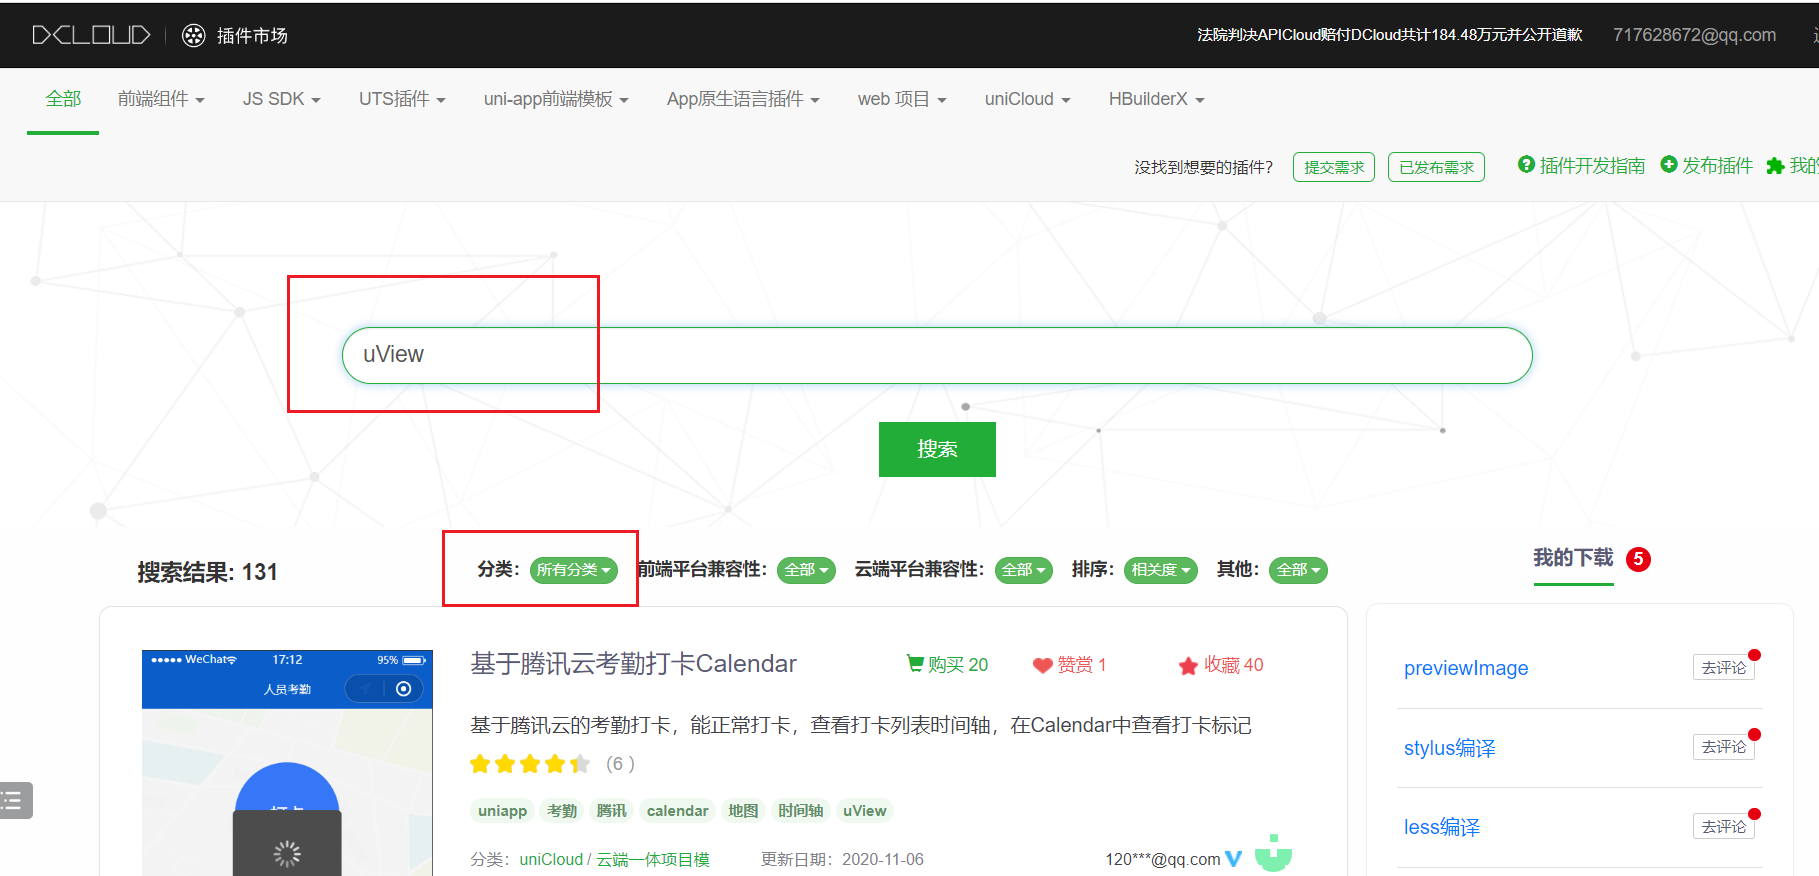 DCLOUD 插件市场 法院判决APICloud赔付DCloud共计184.48万元并公开道歉 717628672@qq.com
全部 前端组件 JS SDK UTS插件 uni-app前端模板 App原生语言插件 web 项目 uniCloud HBuilderX
没找到想要的插件? 提交需求 已发布需求 插件开发指南 发布插件 我的
uView
搜索
搜索结果: 131 分类: 所有分类 前端平台兼容性: 全部 云端平台兼容性: 全部 排序: 相关度 其他: 全部 我的下载 5
WeChat 17:12 95%
人员考勤
基于腾讯云考勤打卡Calendar 购买 20 赞赏 1 收藏 40
previewImage 去评论
基于腾讯云的考勤打卡，能正常打卡，查看打卡列表时间轴，在Calendar中查看打卡标记
stylus编译 去评论
(6 )
uniapp 考勤 腾讯 calendar 地图 时间轴 uView
less编译 去评论
分类: uniCloud / 云端一体项目模 更新日期: 2020-11-06 120***@qq.com